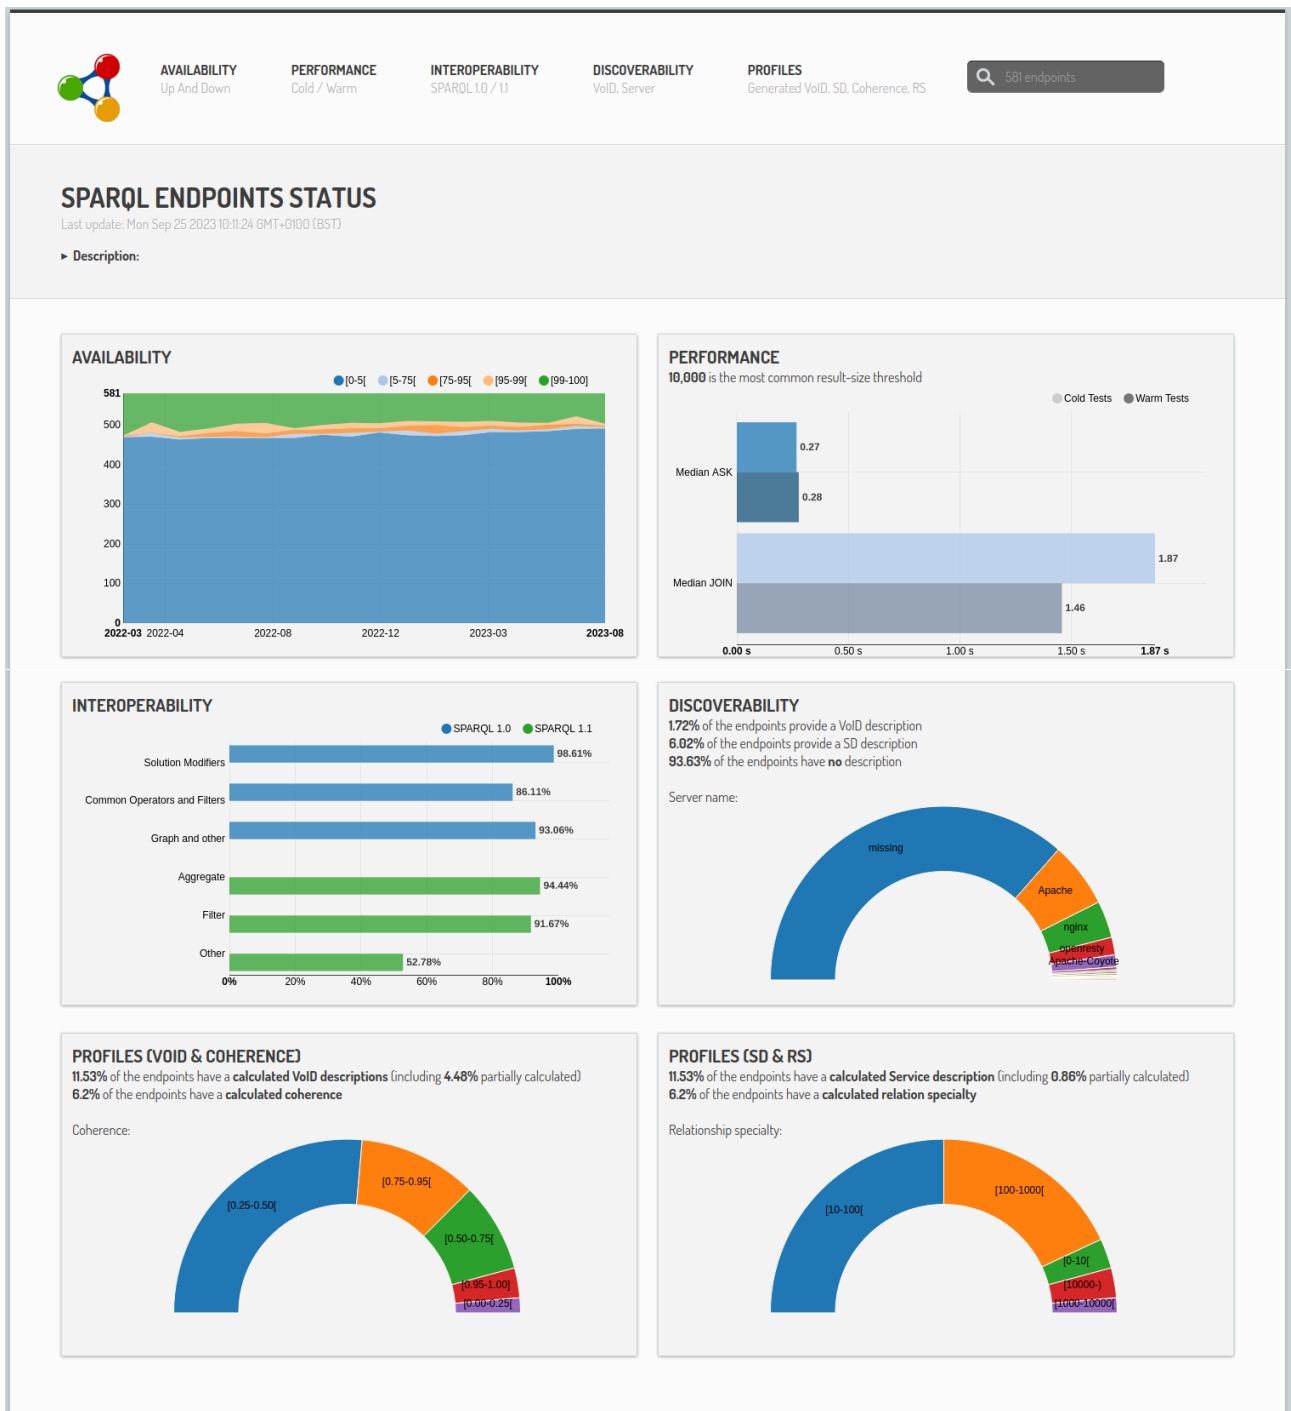 AVAILABILITY
Up And Down
PERFORMANCE
Cold / Warm
INTEROPERABILITY
SPARQL 1.0 / 1.1
DISCOVERABILITY
VoID, Server
PROFILES
Generated VoID, SD, Coherence, RS
581 endpoints
SPARQL ENDPOINTS STATUS
Last update: Mon Sep 25 2023 10:11:24 GMT+0100 (BST)
▸ Description:
AVAILABILITY
[0-5[ [5-75[ [75-95[ [95-99[ [99-100]
581
500
400
300
200
100
0
2022-03 2022-04 2022-08 2022-12 2023-03 2023-08
PERFORMANCE
10,000 is the most common result-size threshold
Cold Tests Warm Tests
0.27
Median ASK
0.28
1.87
Median JOIN
1.46
0.00 s 0.50 s 1.00 s 1.50 s 1.87 s
INTEROPERABILITY
SPARQL 1.0 SPARQL 1.1
Solution Modifiers 98.61%
Common Operators and Filters 86.11%
Graph and other 93.06%
Aggregate 94.44%
Filter 91.67%
Other 52.78%
0% 20% 40% 60% 80% 100%
DISCOVERABILITY
1.72% of the endpoints provide a VoID description
6.02% of the endpoints provide a SD description
93.63% of the endpoints have no description
Server name:
missing
Apache
nginx
openresty
Apache-Coyote
PROFILES (VOID & COHERENCE)
11.53% of the endpoints have a calculated VoID descriptions (including 4.48% partially calculated)
6.2% of the endpoints have a calculated coherence
Coherence:
[0.25-0.50[
[0.75-0.95[
[0.50-0.75[
[0.95-1.00]
[0.00-0.25[
PROFILES (SD & RS)
11.53% of the endpoints have a calculated Service description (including 0.86% partially calculated)
6.2% of the endpoints have a calculated relation specialty
Relationship specialty:
[10-100[
[100-1000[
[0-10[
[10000-)
[1000-10000[